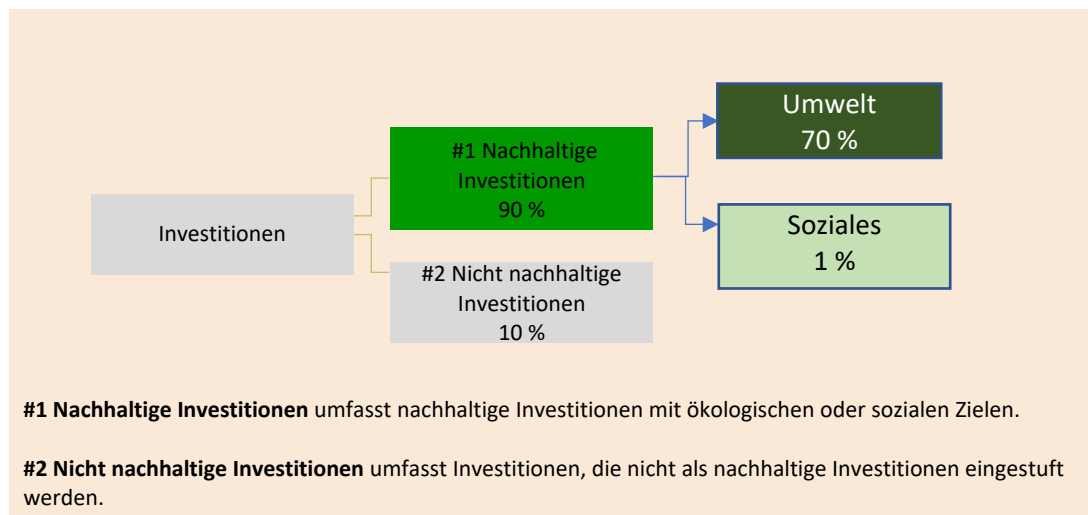 Umwelt
70 %
#1 Nachhaltige
Investitionen
90 %
Investitionen
Soziales
1 %
#2 Nicht nachhaltige
Investitionen
10 %
#1 Nachhaltige Investitionen umfasst nachhaltige Investitionen mit ökologischen oder sozialen Zielen.
#2 Nicht nachhaltige Investitionen umfasst Investitionen, die nicht als nachhaltige Investitionen eingestuft
werden.